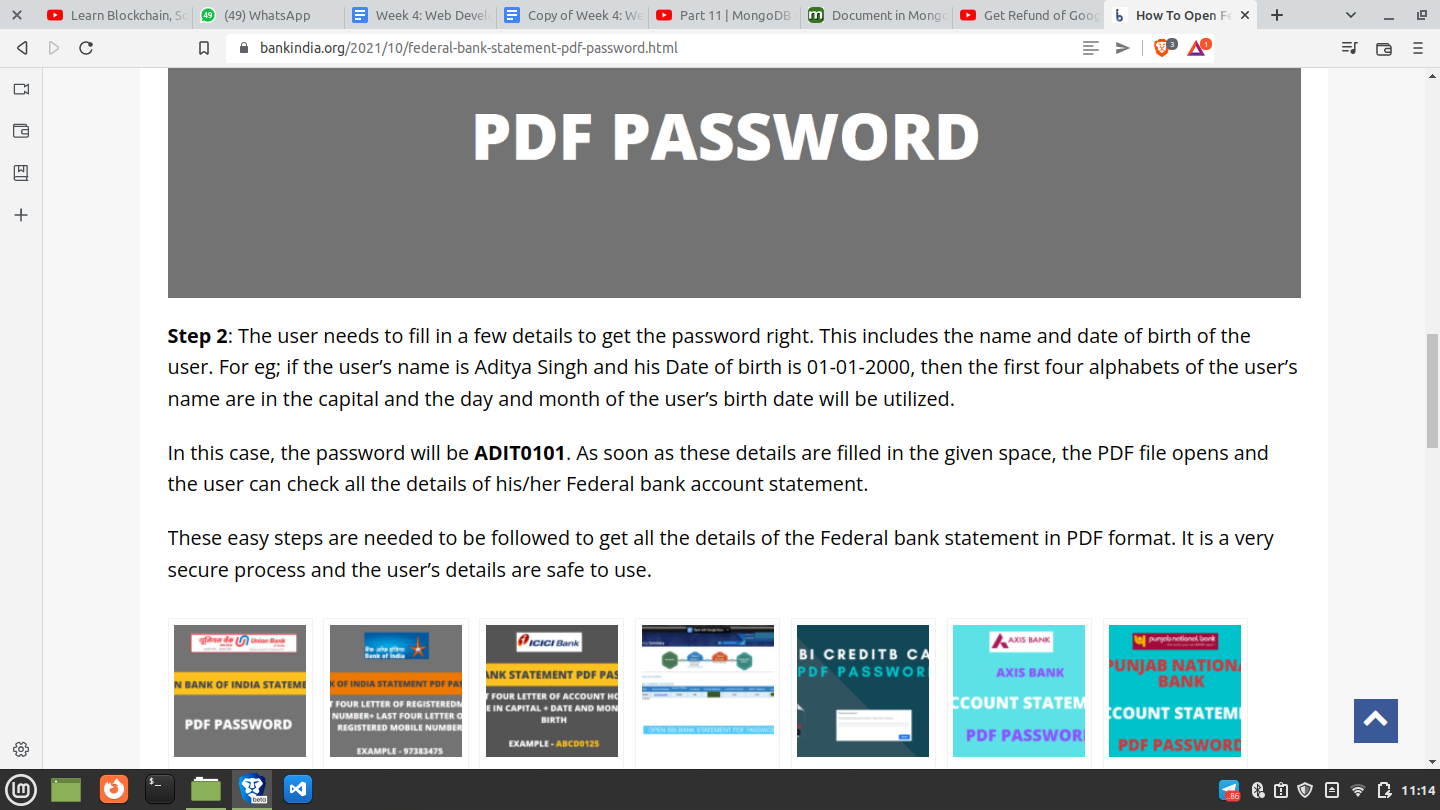 Learn Blockchain, So
(49) WhatsApp
Week 4: Web Develo
Copy of Week 4: We
Part 11 | MongoDB
Document in Mongo
Get Refund of Goog
How To Open Fe
bankindia.org/2021/10/federal-bank-statement-pdf-password.html
3
1
PDF PASSWORD
Step 2: The user needs to fill in a few details to get the password right. This includes the name and date of birth of the
user. For eg; if the user’s name is Aditya Singh and his Date of birth is 01-01-2000, then the first four alphabets of the user’s
name are in the capital and the day and month of the user’s birth date will be utilized.
In this case, the password will be ADIT0101. As soon as these details are filled in the given space, the PDF file opens and
the user can check all the details of his/her Federal bank account statement.
These easy steps are needed to be followed to get all the details of the Federal bank statement in PDF format. It is a very
secure process and the user’s details are safe to use.
यूनियन बैंक Union Bank
N BANK OF INDIA STATEME
PDF PASSWORD
Bank of India
K OF INDIA STATEMENT PDF PAS
T FOUR LETTER OF REGISTEREDM
NUMBER+ LAST FOUR LETTER O
REGISTERED MOBILE NUMBER
EXAMPLE - 97383475
ICICI Bank
ANK STATEMENT PDF PAS
T FOUR LETTER OF ACCOUNT HO
E IN CAPITAL + DATE AND MON
BIRTH
EXAMPLE - ABCD0125
OPEN SBI BANK STATEMENT PDF PASSWO
BI CREDITB CA
PDF PASSWOR
AXIS BANK
AXIS BANK
CCOUNT STATEM
PDF PASSWOR
punjab national bank
PUNJAB NATIONA
BANK
CCOUNT STATEME
PDF PASSWORD
beta
86
11:14